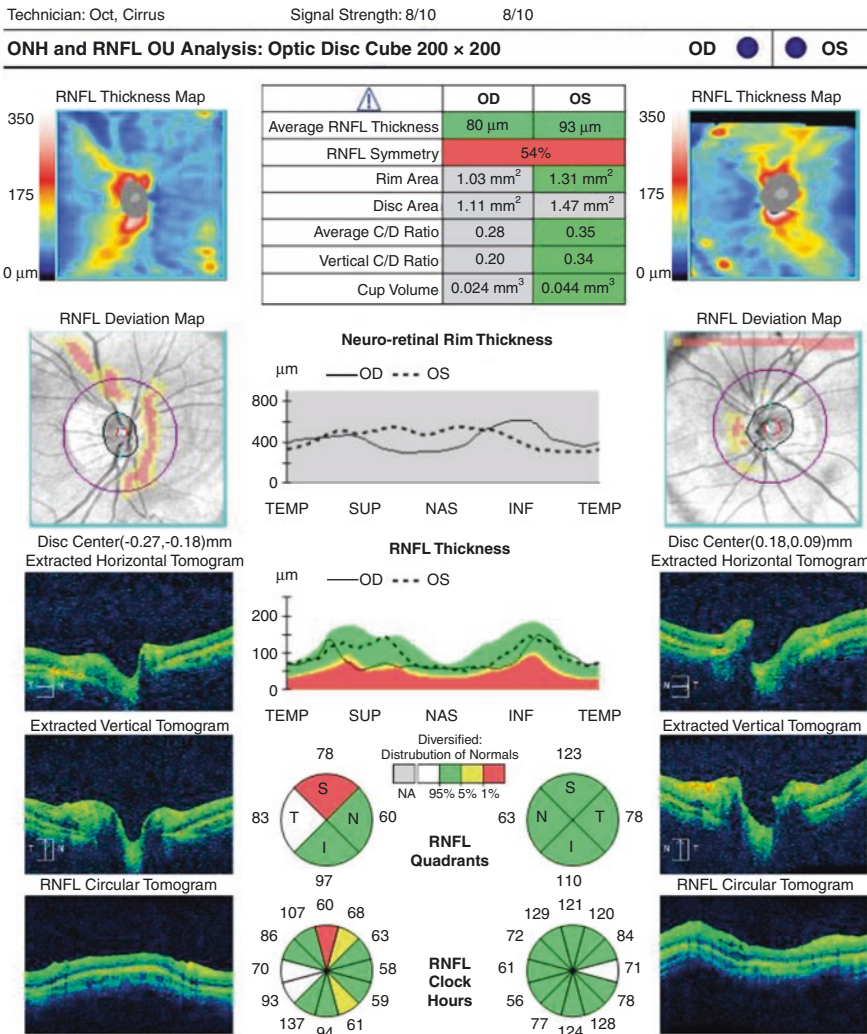 Technician: Oct, Cirrus Signal Strength: 8/10 8/10
ONH and RNFL OU Analysis: Optic Disc Cube 200 × 200 OD OS
RNFL Thickness Map
350
175
0 μm
OD OS
Average RNFL Thickness 80 μm 93 μm
RNFL Symmetry 54%
Rim Area 1.03 mm² 1.31 mm²
Disc Area 1.11 mm² 1.47 mm²
Average C/D Ratio 0.28 0.35
Vertical C/D Ratio 0.20 0.34
Cup Volume 0.024 mm³ 0.044 mm³
RNFL Thickness Map
350
175
0 μm
RNFL Deviation Map
Disc Center(-0.27,-0.18)mm
Neuro-retinal Rim Thickness
μm OD OS
800
400
0
TEMP SUP NAS INF TEMP
RNFL Deviation Map
Disc Center(0.18,0.09)mm
Extracted Horizontal Tomogram
N T
RNFL Thickness
μm OD OS
200
100
0
TEMP SUP NAS INF TEMP
Extracted Horizontal Tomogram
N T
Extracted Vertical Tomogram
T N
Diversified:
Distrubution of Normals
NA 95% 5% 1%
78
S
83 T N 60
I
97
RNFL
Quadrants
123
S
63 N T 78
I
110
Extracted Vertical Tomogram
T N
RNFL Circular Tomogram
60
107 68
86 63
70 58
93 59
137 61
94
RNFL
Clock
Hours
121
129 120
72 84
61 71
56 78
77 128
124
RNFL Circular Tomogram